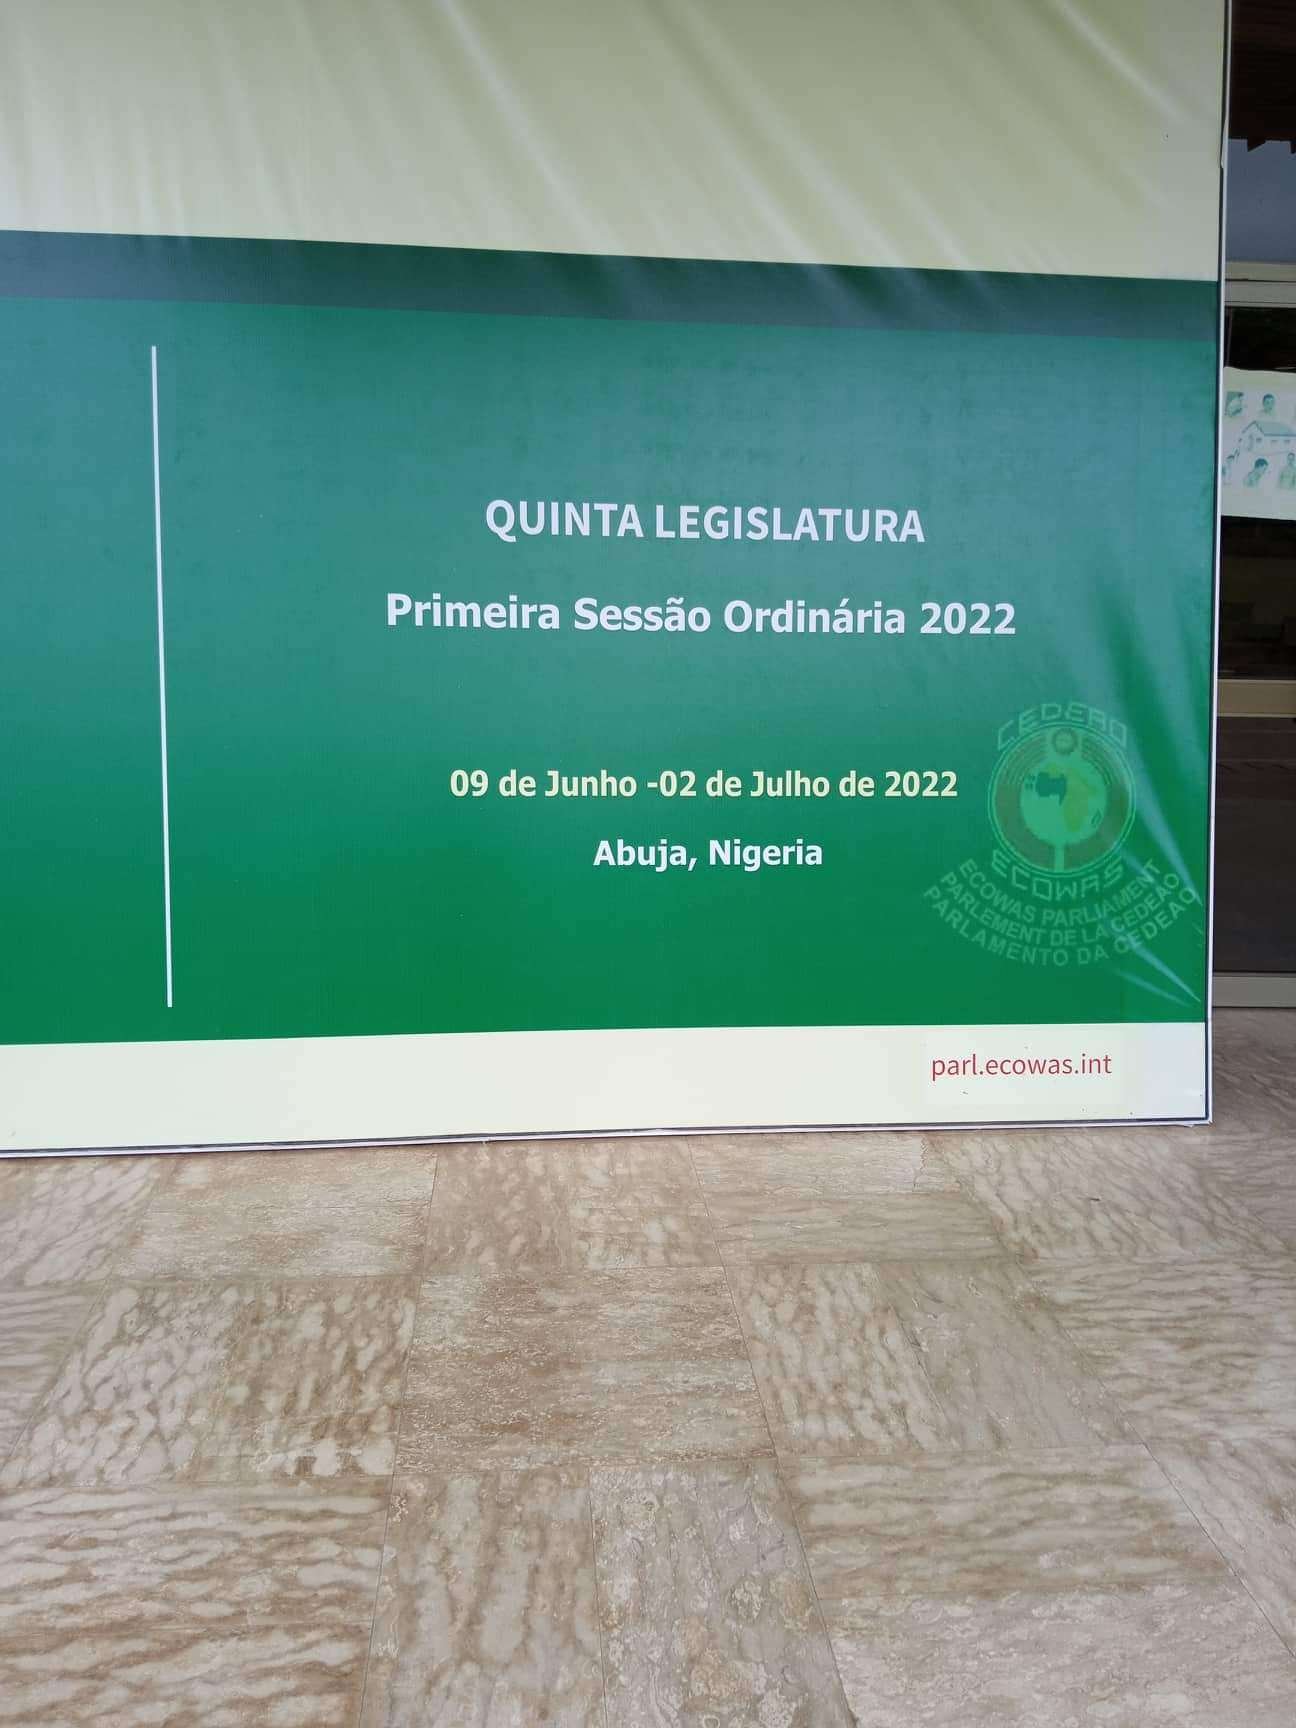 QUINTA LEGISLATURA
Primeira Sessão Ordinária 2022
09 de Junho -02 de Julho de 2022
Abuja, Nigeria
CEDEAO
ECOWAS
ECOWAS PARLIAMENT
PARLEMENT DE LA CEDEAO
PARLAMENTO DA CEDEAO
parl.ecowas.int